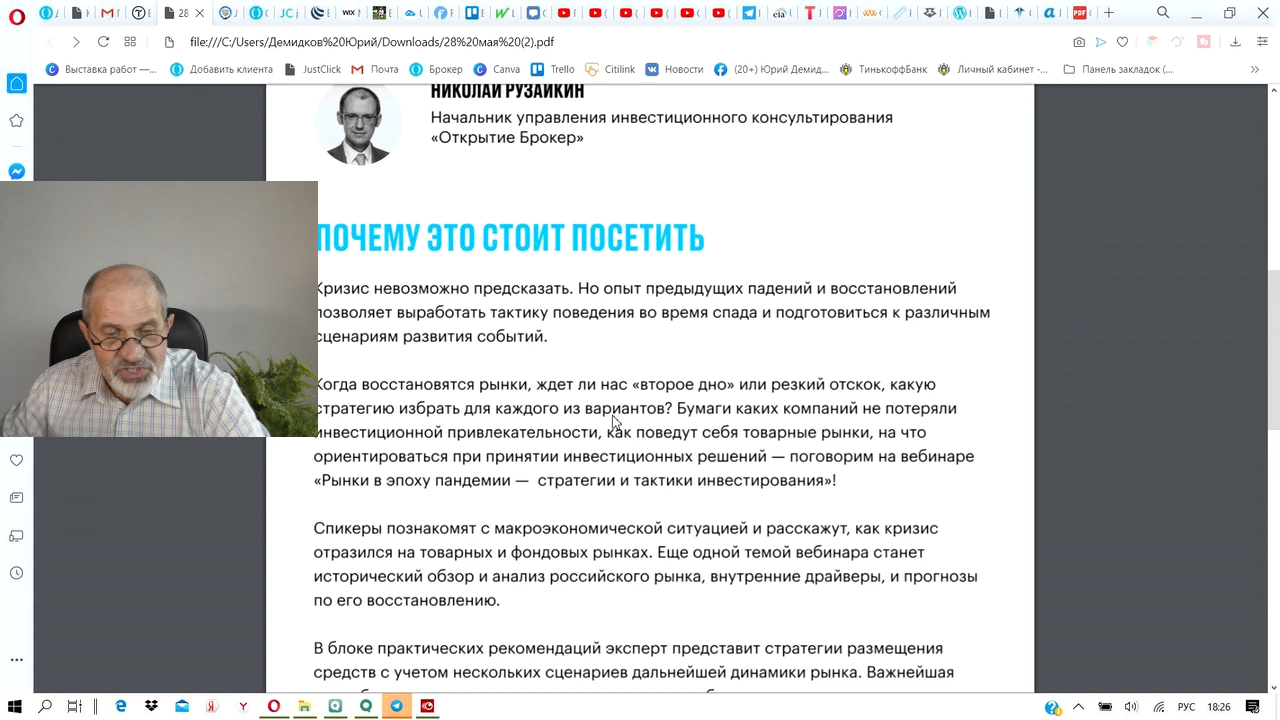 28
WIX
eia
PDF
file:///C:/Users/Демидков%20Юрий/Downloads/28%20мая%20(2).pdf
Выставка работ —... Добавить клиента JustClick Почта Брокер Canva Trello Citilink Новости (20+) Юрий Демид... ТинькоффБанк Личный кабинет -... Панель закладок (...
НИКОЛАЙ РУЗАЙКИН
Начальник управления инвестиционного консультирования
«Открытие Брокер»
ПОЧЕМУ ЭТО СТОИТ ПОСЕТИТЬ
Кризис невозможно предсказать. Но опыт предыдущих падений и восстановлений
позволяет выработать тактику поведения во время спада и подготовиться к различным
сценариям развития событий.
Когда восстановятся рынки, ждет ли нас «второе дно» или резкий отскок, какую
стратегию избрать для каждого из вариантов? Бумаги каких компаний не потеряли
инвестиционной привлекательности, как поведут себя товарные рынки, на что
ориентироваться при принятии инвестиционных решений — поговорим на вебинаре
«Рынки в эпоху пандемии — стратегии и тактики инвестирования»!
Спикеры познакомят с макроэкономической ситуацией и расскажут, как кризис
отразился на товарных и фондовых рынках. Еще одной темой вебинара станет
исторический обзор и анализ российского рынка, внутренние драйверы, и прогнозы
по его восстановлению.
В блоке практических рекомендаций эксперт представит стратегии размещения
средств с учетом нескольких сценариев дальнейшей динамики рынка. Важнейшая
РУС 18:26